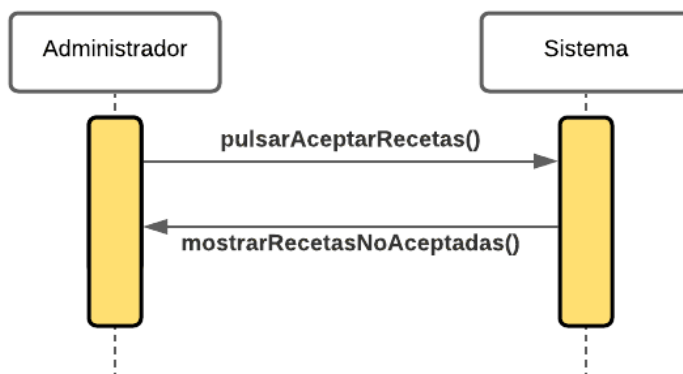 Administrador
Sistema
pulsarAceptarRecetas()
mostrarRecetasNoAceptadas()